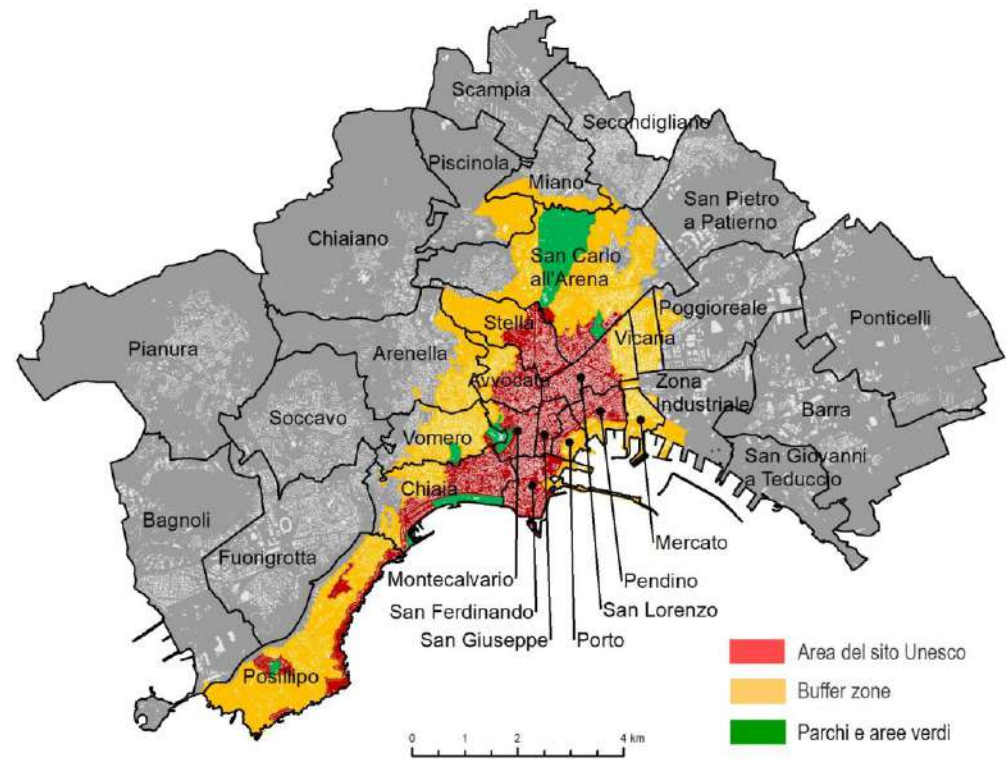 Scampia
Secondigliano
Piscinola
Miano
San Pietro
a Patierno
Chiaiano
San Carlo
all'Arena
Stella
Vicaria
Poggioreale
Ponticelli
Pianura
Arenella
Avvocata
Zona
Industriale
Soccavo
Barra
Vomero
San Giovanni
a Teduccio
Chiaia
Bagnoli
Fuorigrotta
Mercato
Montecalvario
Pendino
San Ferdinando
San Lorenzo
San Giuseppe
Porto
Posillipo
Area del sito Unesco
Buffer zone
Parchi e aree verdi
0 1 2 4 km